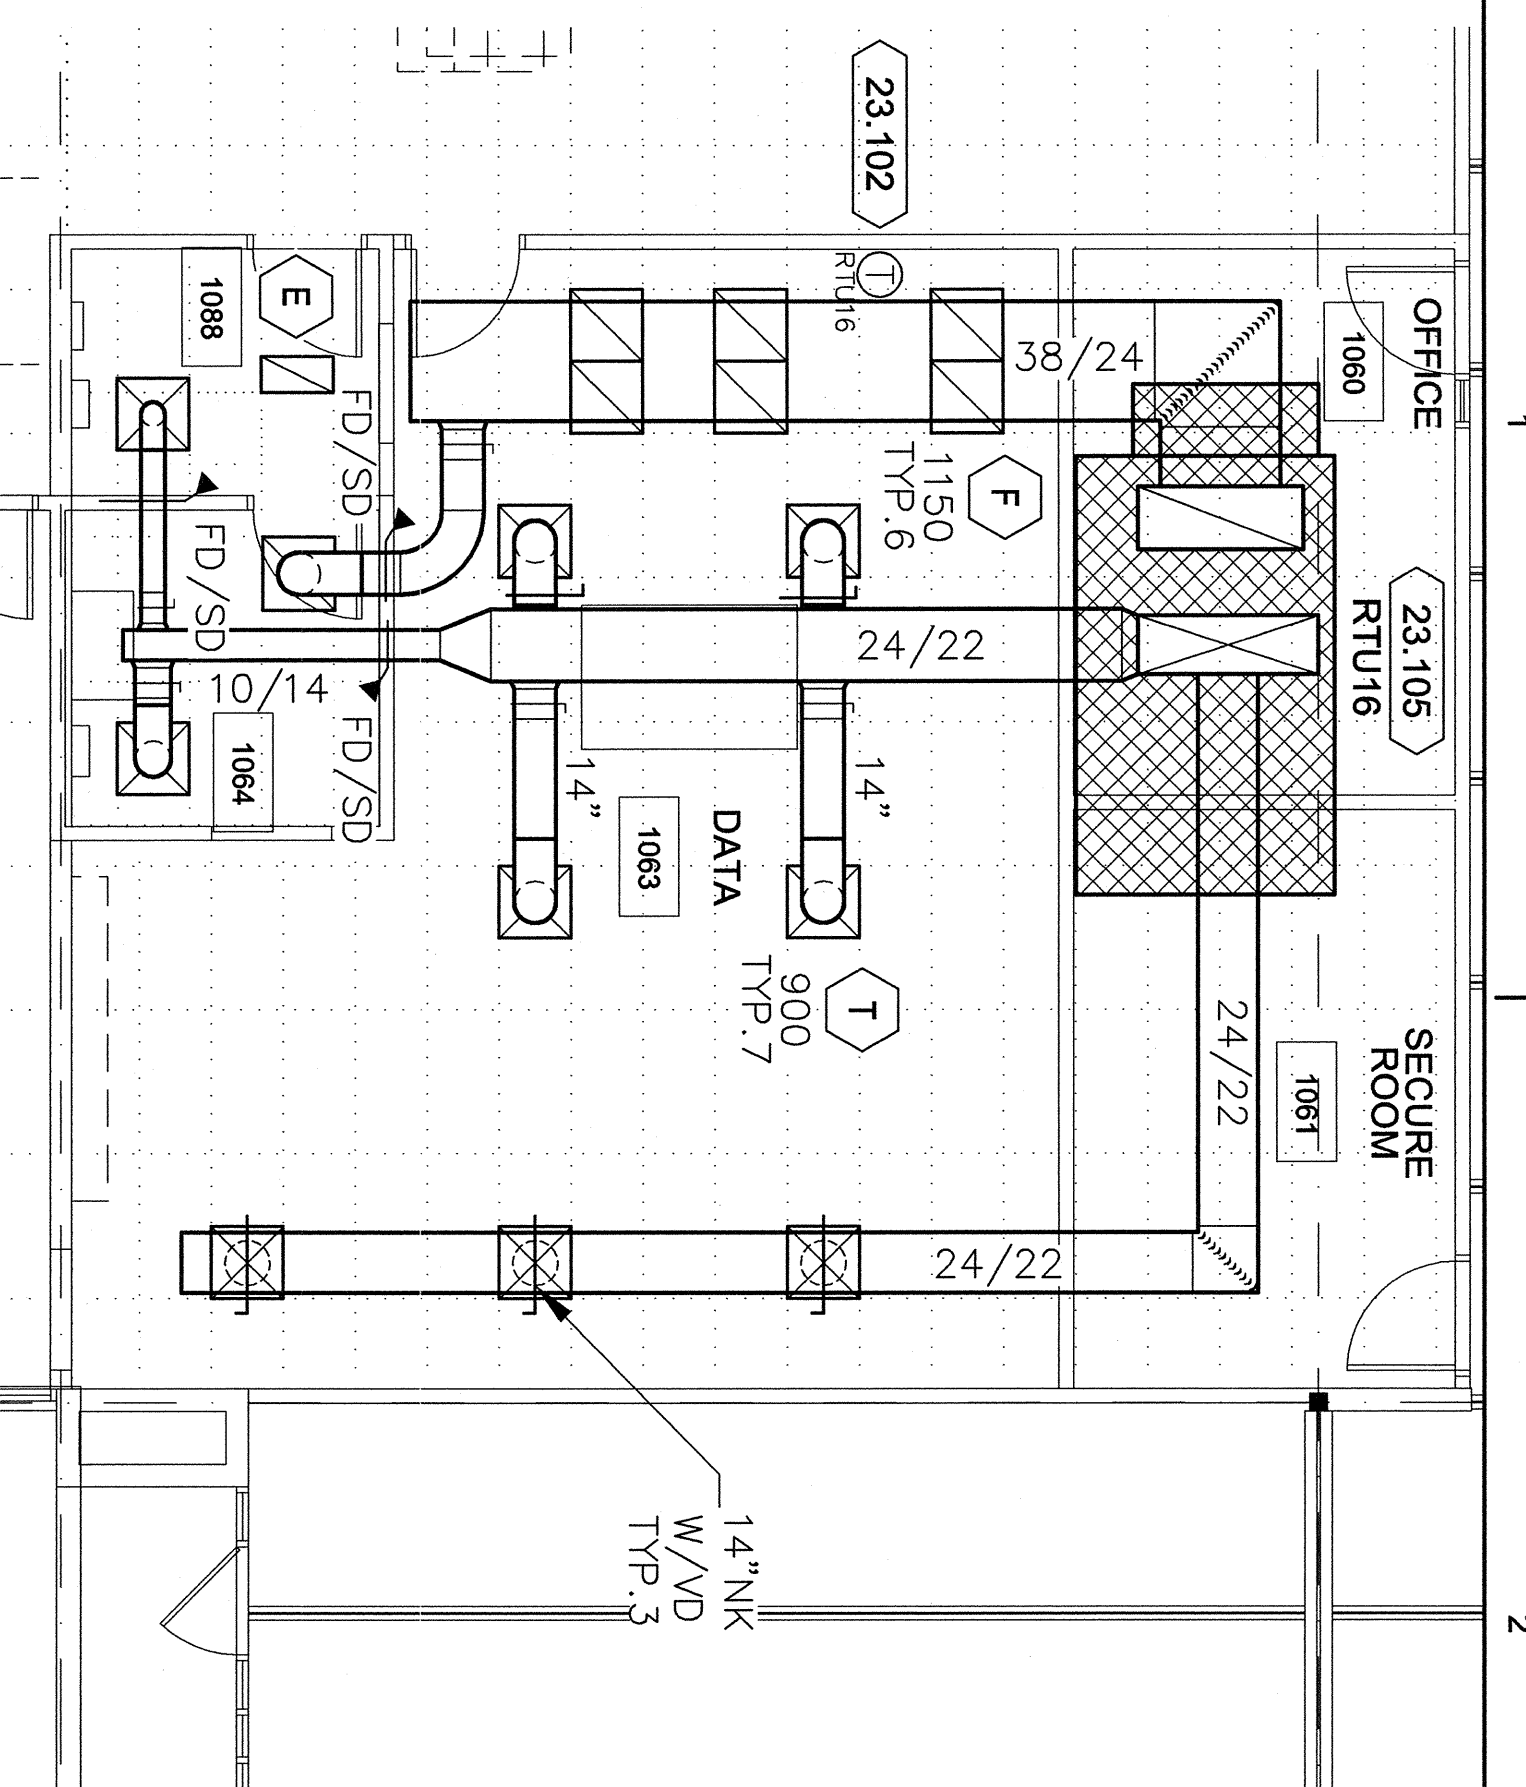 23.102
OFFICE
1060
1
T
RTU16
38/24
E
1088
FD/SD
F
1150
TYP.6
23.105
RTU16
FD/SD
24/22
10/14
1064
FD/SD
14"
14"
DATA
1063
T
900
TYP.7
SECURE
ROOM
1061
24/22
24/22
14"NK
W/VD
TYP.3
2